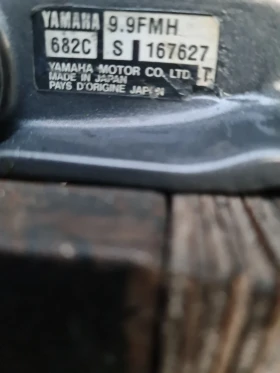 YAMAHA 9.9FMH
682C S 167627
YAMAHA MOTOR CO. LTD.
MADE IN JAPAN
PAYS D'ORIGINE JAPON